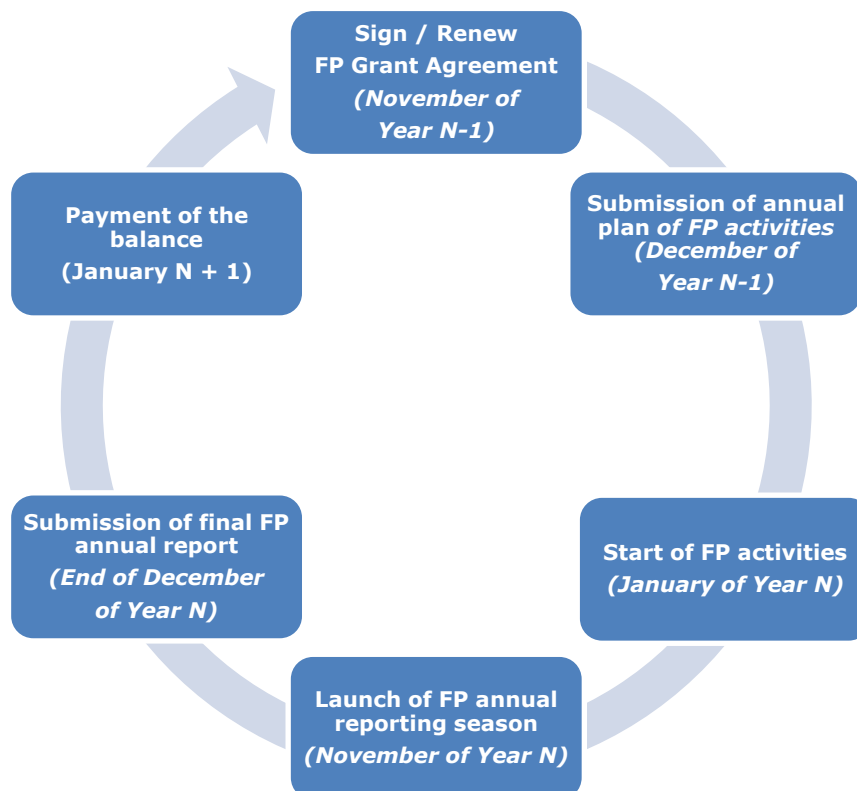 Sign / Renew
FP Grant Agreement
(November of
Year N-1)
Submission of annual
plan of FP activities
(December of
Year N-1)
Start of FP activities
(January of Year N)
Launch of FP annual
reporting season
(November of Year N)
Submission of final FP
annual report
(End of December
of Year N)
Payment of the
balance
(January N + 1)